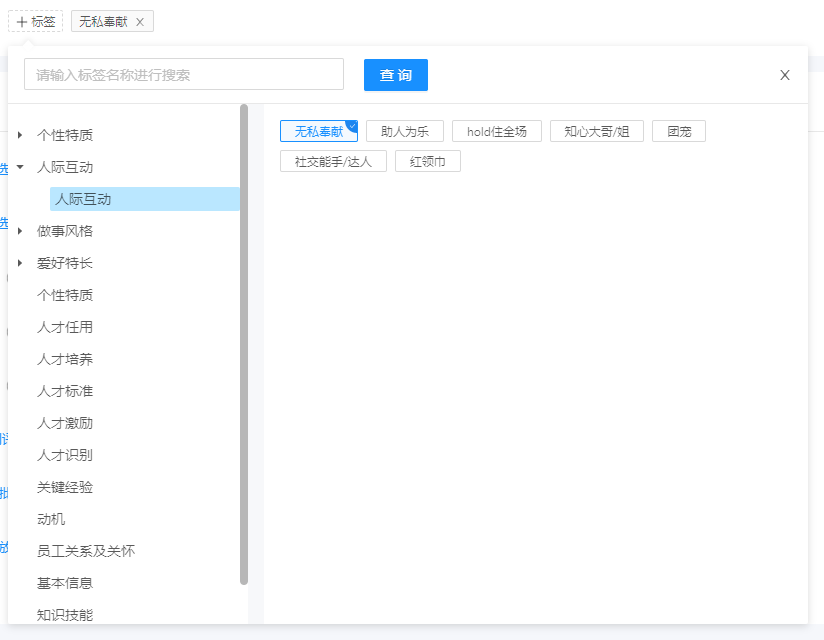 + 标签 无私奉献 X
请输入标签名称进行搜索 查 询 X
个性特质
人际互动
人际互动
做事风格
爱好特长
个性特质
人才任用
人才培养
人才标准
人才激励
人才识别
关键经验
动机
员工关系及关怀
基本信息
知识技能
无私奉献 助人为乐 hold住全场 知心大哥/姐 团宠
社交能手/达人 红领巾
选
选
批
放